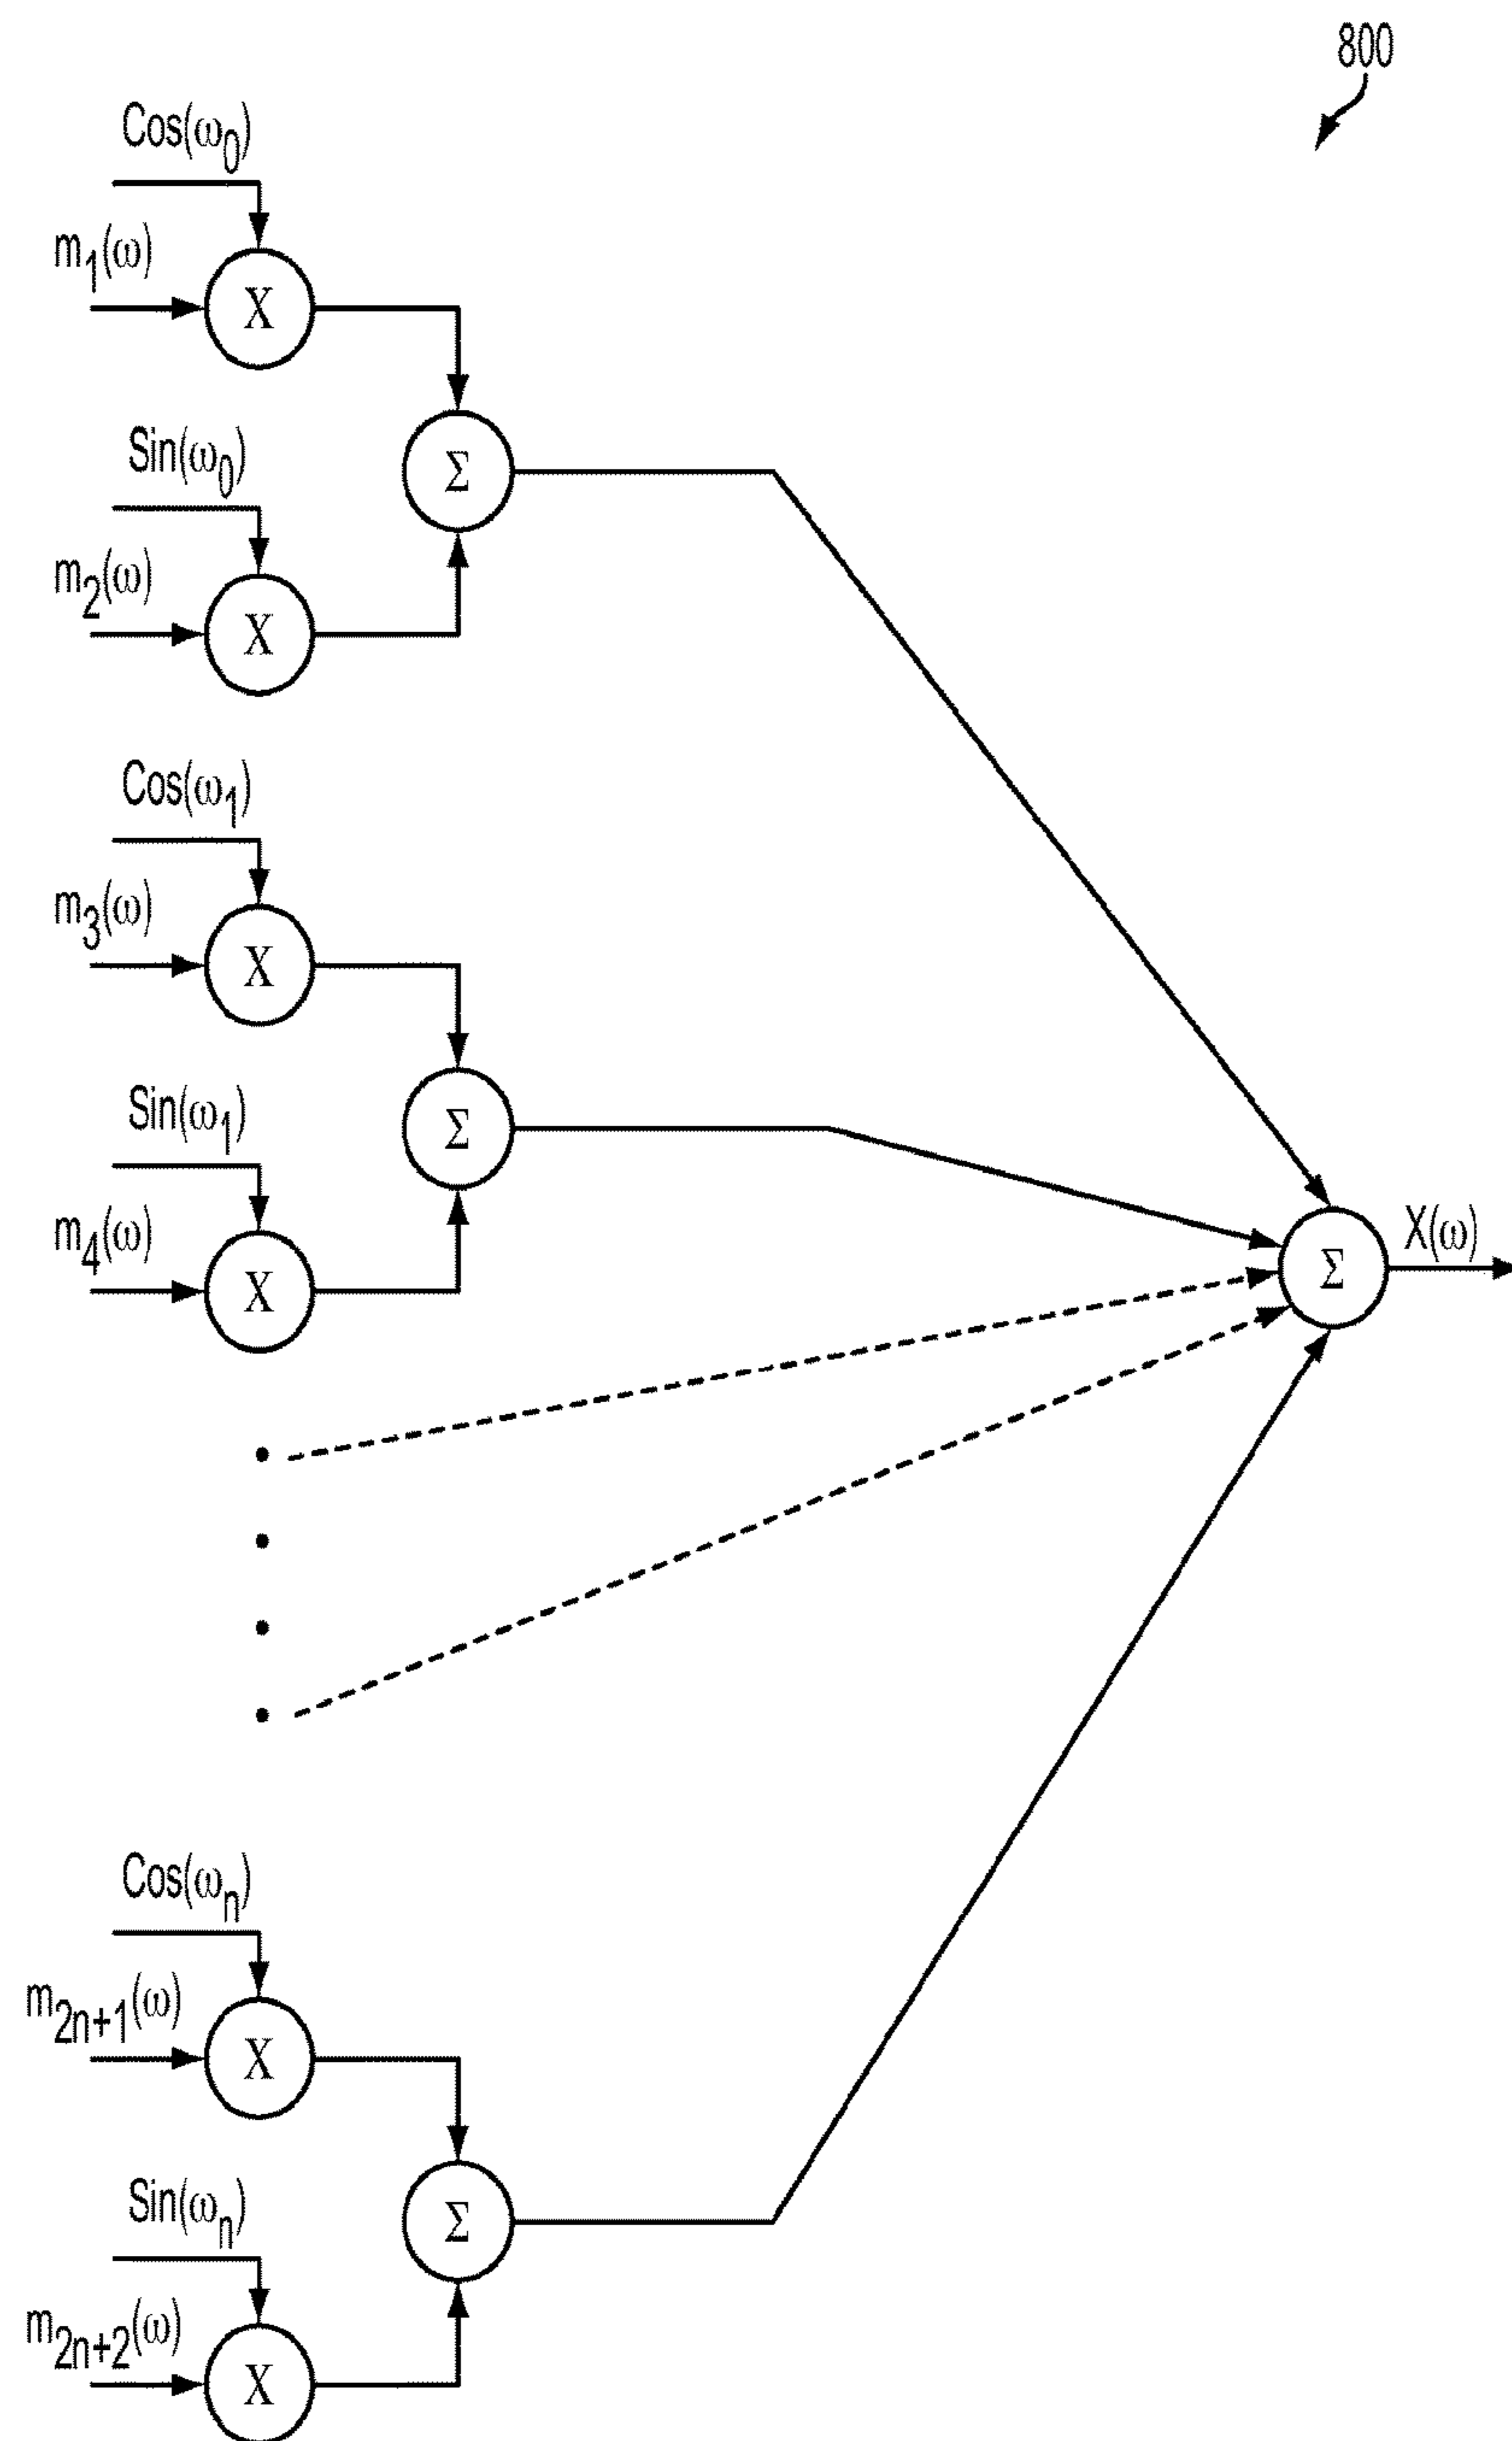 800
Cos(ω₀)
m₁(ω)
X
Σ
Sin(ω₀)
m₂(ω)
X
Cos(ω₁)
m₃(ω)
X
Σ
Sin(ω₁)
m₄(ω)
X
Σ
X(ω)
Cos(ωₙ)
m₂ₙ₊₁(ω)
X
Σ
Sin(ωₙ)
m₂ₙ₊₂(ω)
X